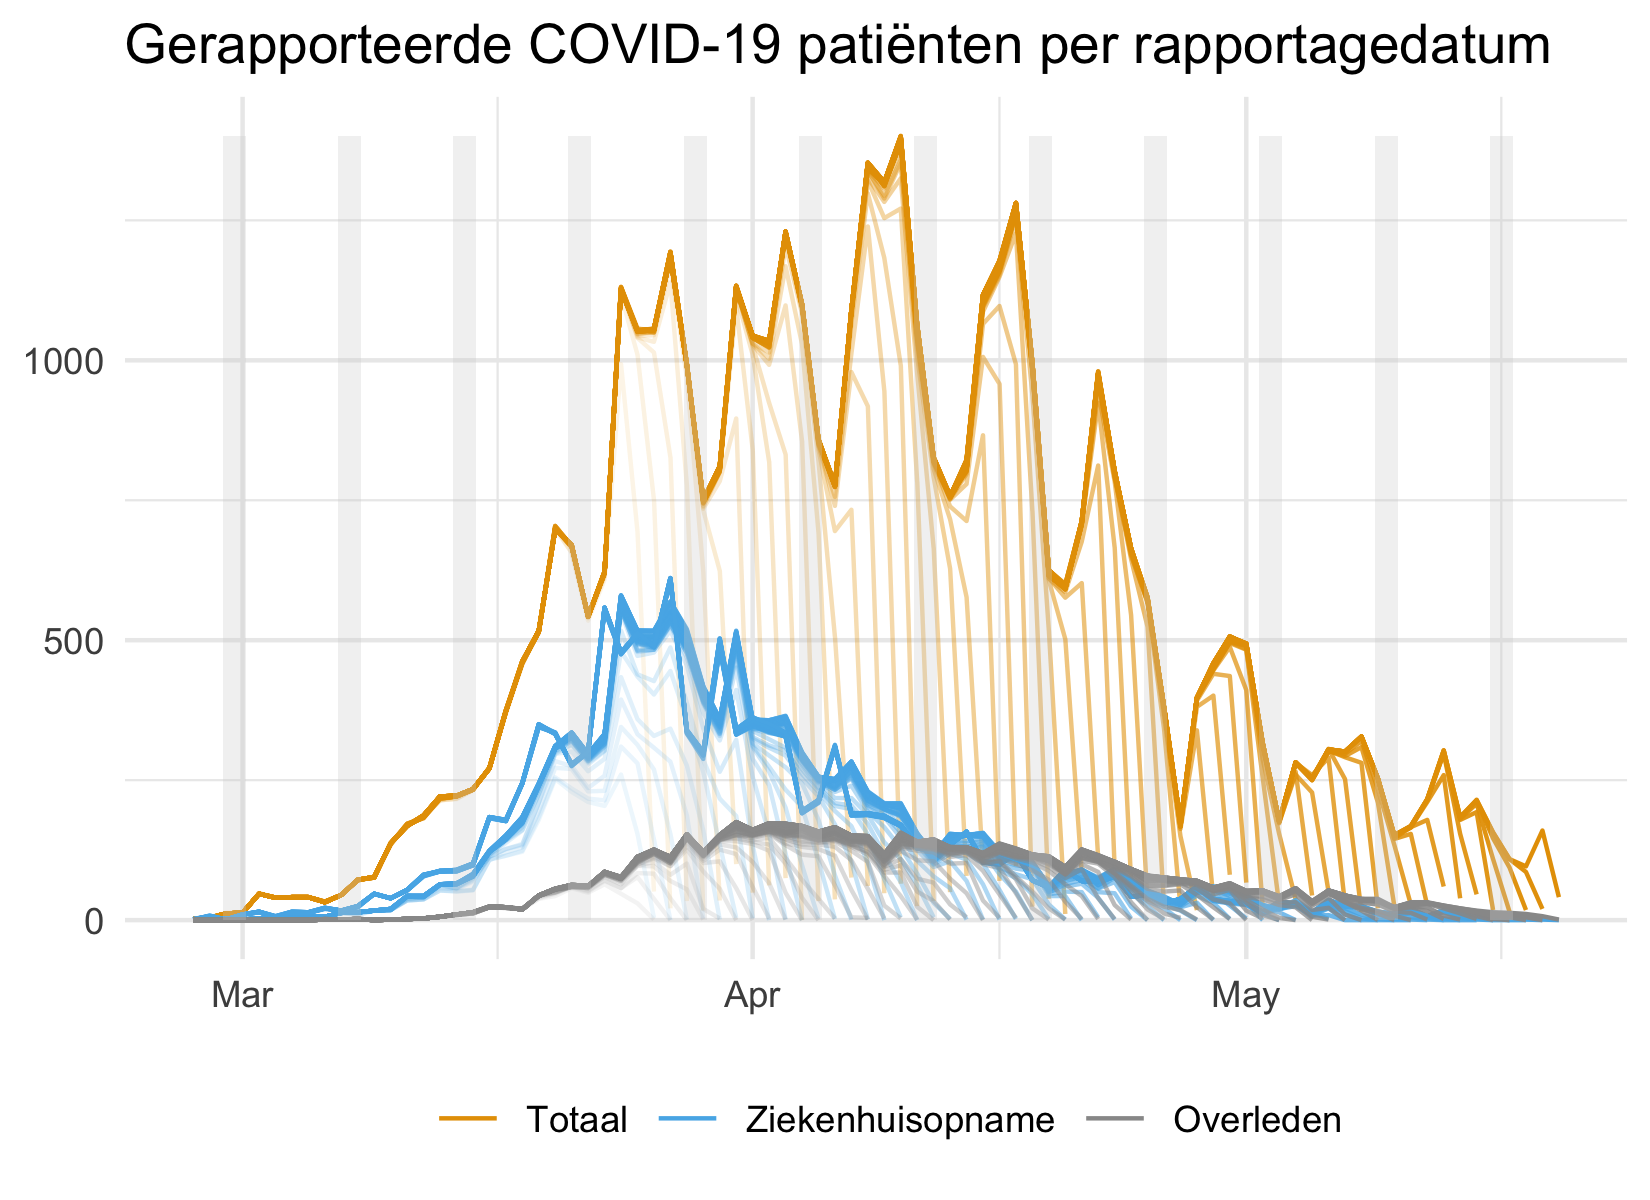 Gerapporteerde COVID-19 patiënten per rapportagedatum
1000
500
0
Mar Apr May
Totaal Ziekenhuisopname Overleden